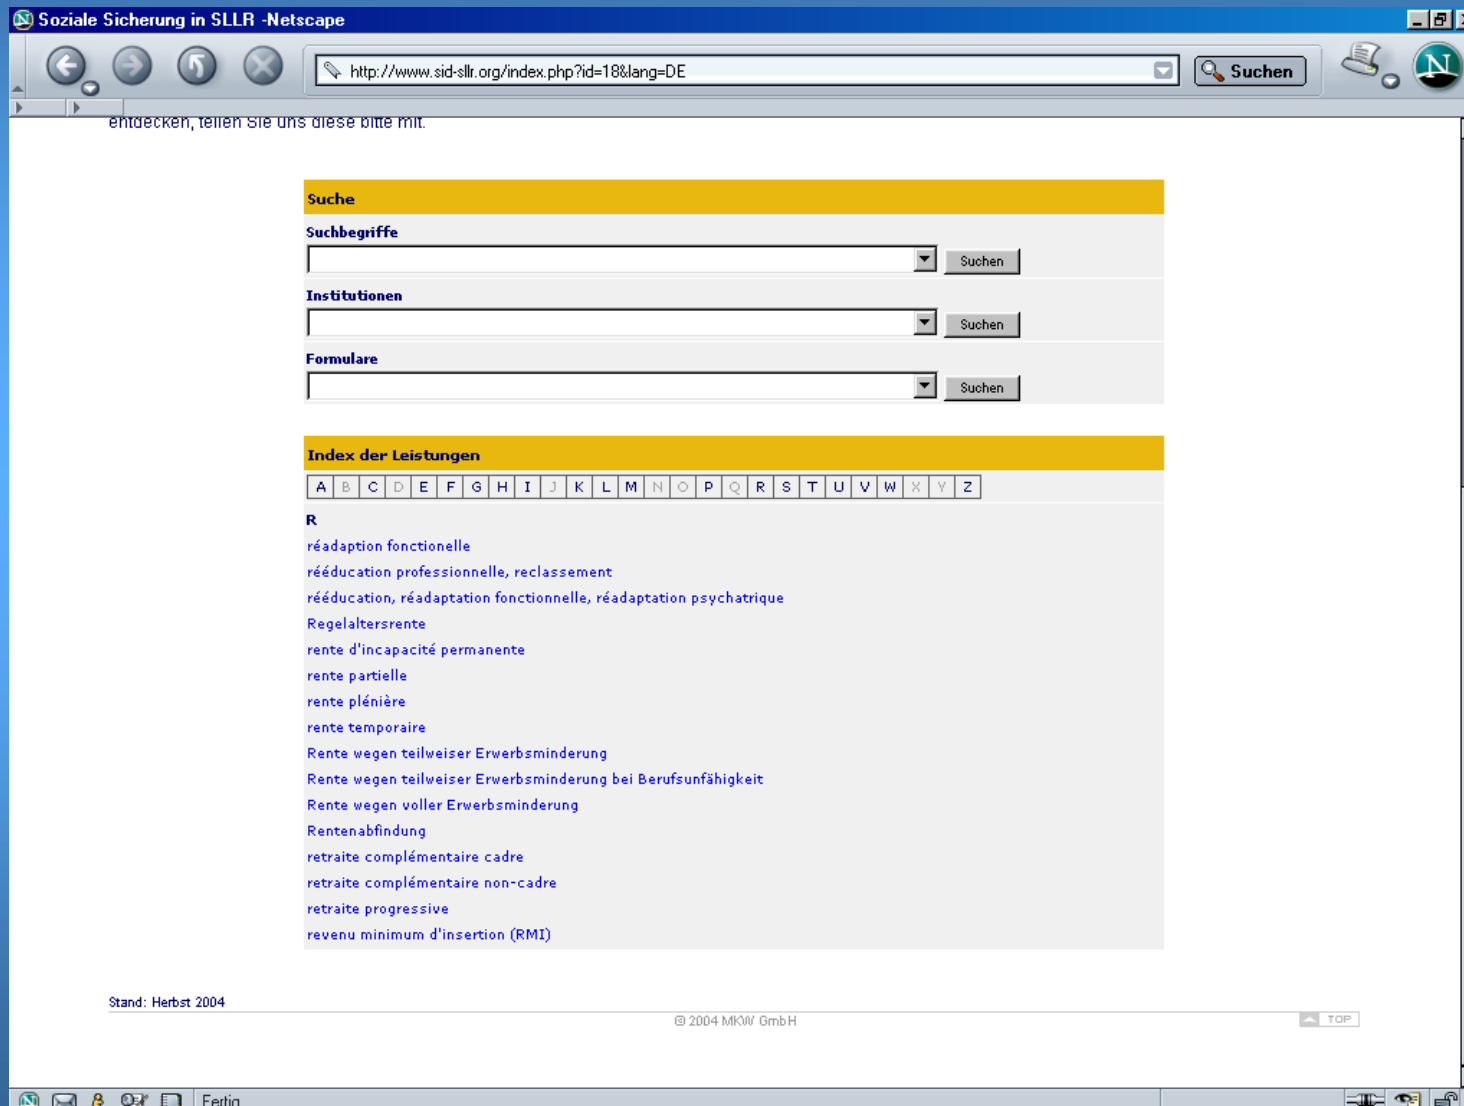 Soziale Sicherung in SLLR -Netscape
http://www.sid-sllr.org/index.php?id=18&lang=DE
Suchen
N
entdecken, teilen Sie uns diese bitte mit.
Suche
Suchbegriffe
Suchen
Institutionen
Suchen
Formulare
Suchen
Index der Leistungen
A B C D E F G H I J K L M N O P Q R S T U V W X Y Z
R
réadaption fonctionelle
rééducation professionnelle, reclassement
rééducation, réadaptation fonctionnelle, réadaptation psychatrique
Regelaltersrente
rente d'incapacité permanente
rente partielle
rente plénière
rente temporaire
Rente wegen teilweiser Erwerbsminderung
Rente wegen teilweiser Erwerbsminderung bei Berufsunfähigkeit
Rente wegen voller Erwerbsminderung
Rentenabfindung
retraite complémentaire cadre
retraite complémentaire non-cadre
retraite progressive
revenu minimum d'insertion (RMI)
Stand: Herbst 2004
© 2004 MKW GmbH
TOP
Fertig